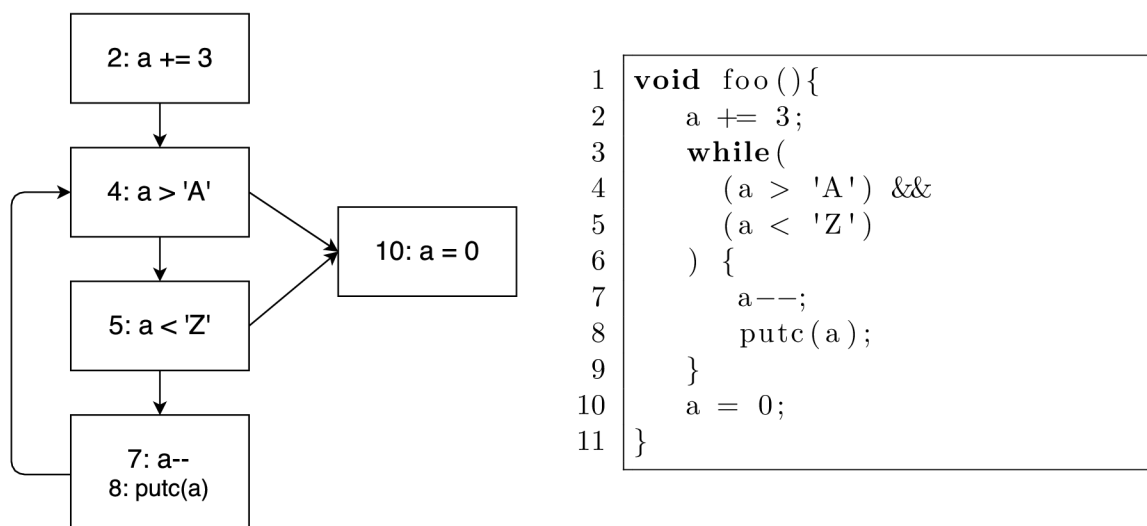 2: a += 3
4: a > 'A'
10: a = 0
5: a < 'Z'
7: a--
8: putc(a)
1 void foo(){
2 a += 3;
3 while(
4 (a > 'A') &&
5 (a < 'Z')
6 ) {
7 a--;
8 putc(a);
9 }
10 a = 0;
11 }